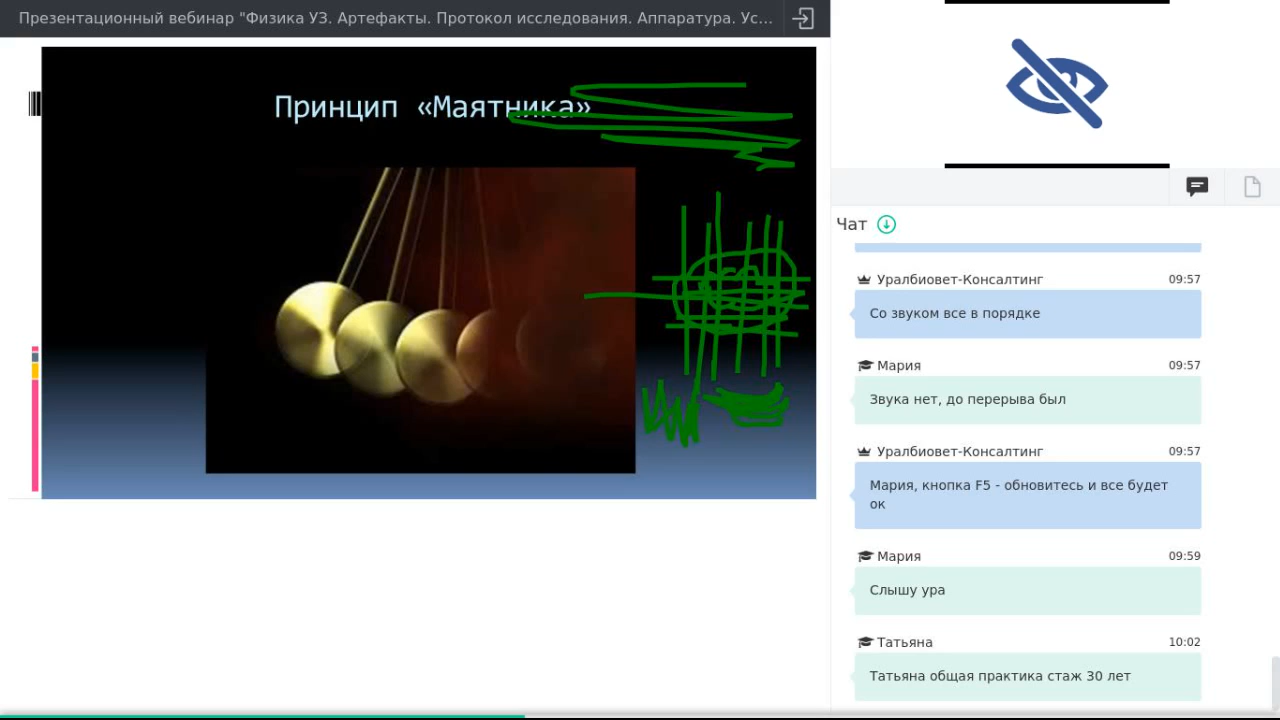 Презентационный вебинар "Физика УЗ. Артефакты. Протокол исследования. Аппаратура. Ус...
Принцип «Маятника»
Чат
Уралбиовет-Консалтинг 09:57
Со звуком все в порядке
Мария 09:57
Звука нет, до перерыва был
Уралбиовет-Консалтинг 09:57
Мария, кнопка F5 - обновитесь и все будет
ок
Мария 09:59
Слышу ура
Татьяна 10:02
Татьяна общая практика стаж 30 лет